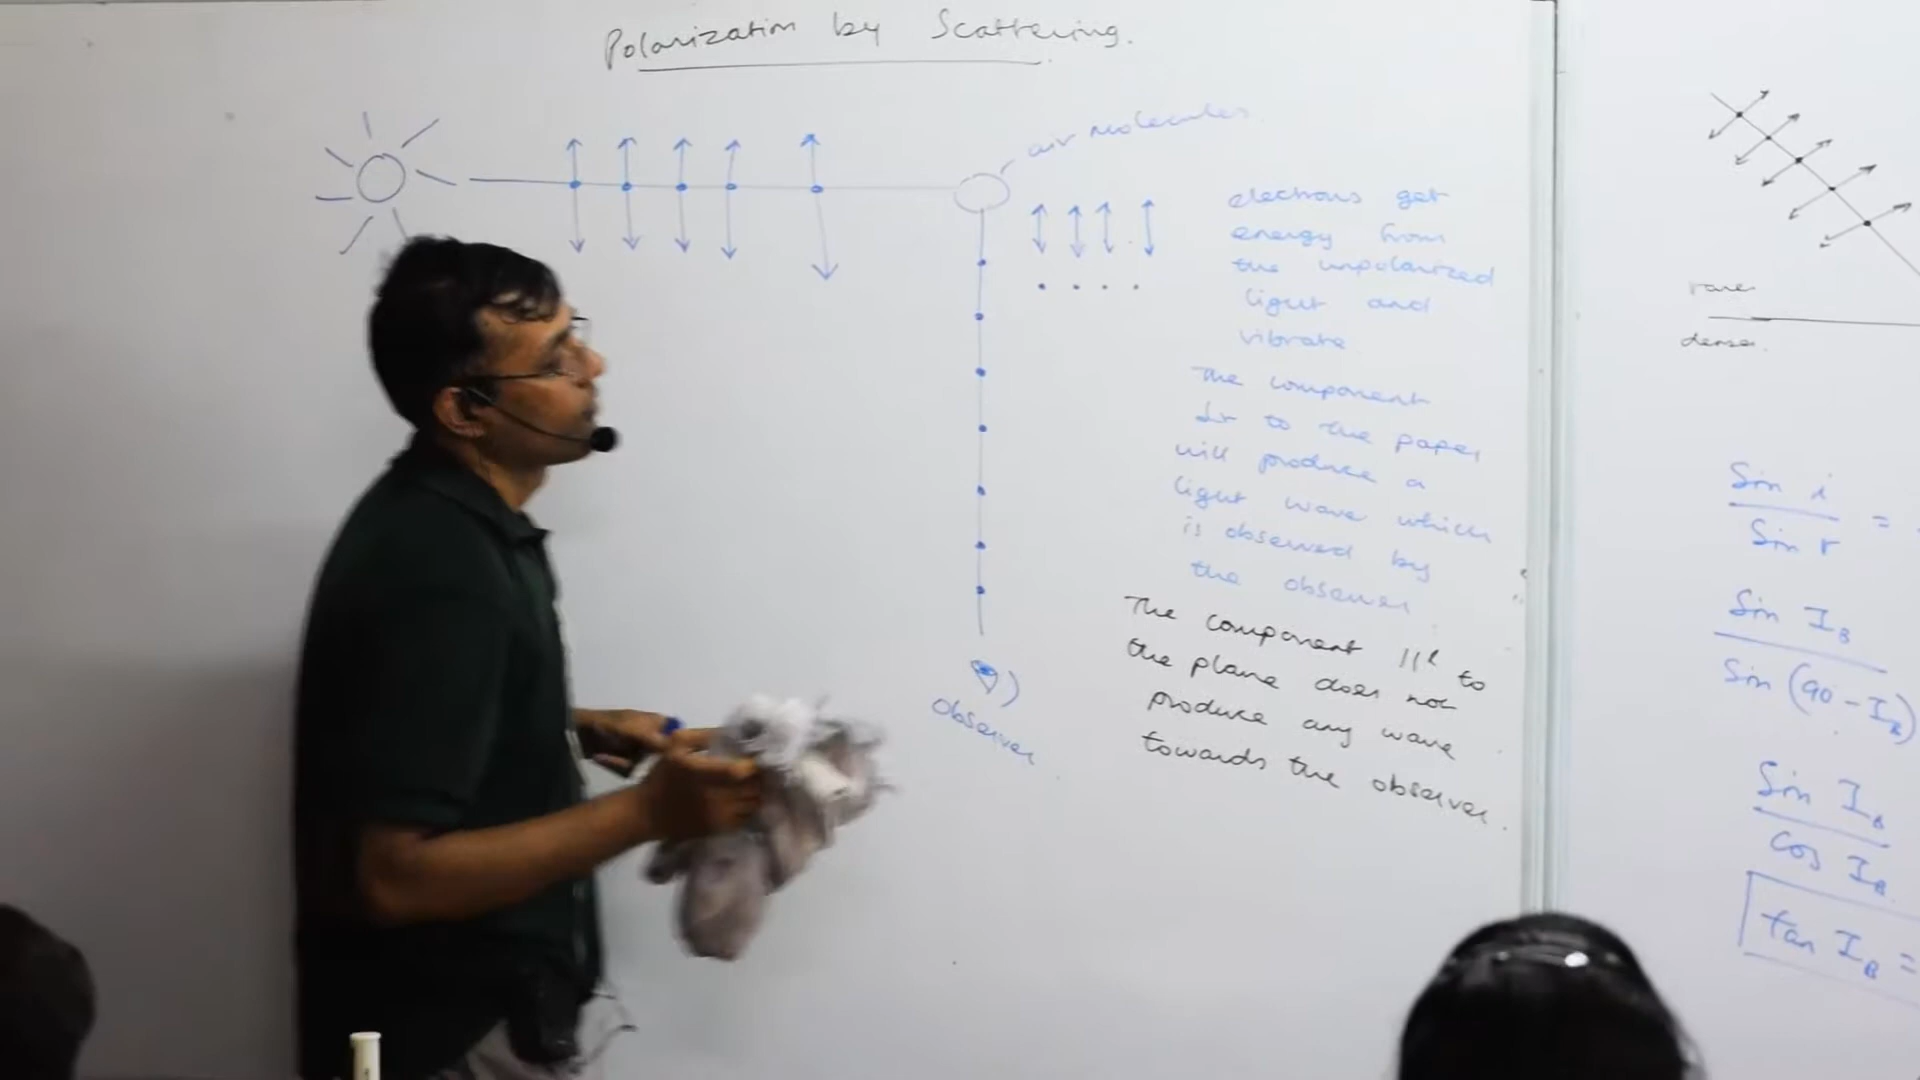 Polarization by Scattering.
air molecules
electrons get
energy from
the unpolarized
light and
vibrate
The component
⊥r to the paper
will produce a
light wave which
is observed by
the observer
The component ||l to
the plane does not
produce any wave
towards the observer.
Observer
rarer
denser
Sin i / Sin r =
Sin I_B / Sin (90 - I_B)
Sin I_B / Cos I_B
tan I_B =